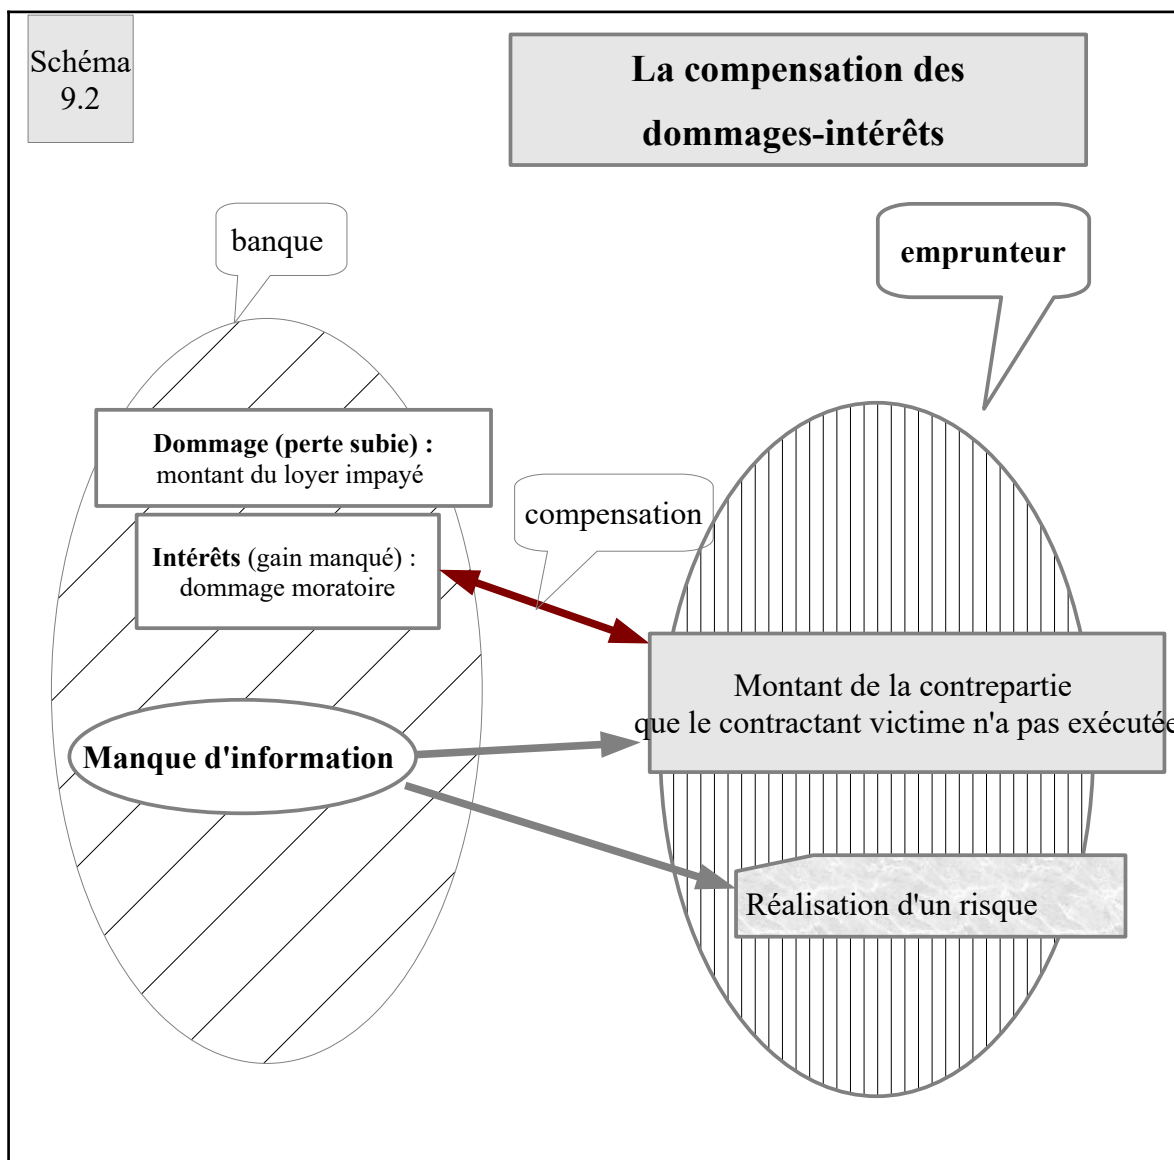 Schéma
9.2
La compensation des
dommages-intérêts
banque
emprunteur
Dommage (perte subie) :
montant du loyer impayé
compensation
Intérêts (gain manqué) :
dommage moratoire
Montant de la contrepartie
que le contractant victime n'a pas exécutée
Manque d'information
Réalisation d'un risque